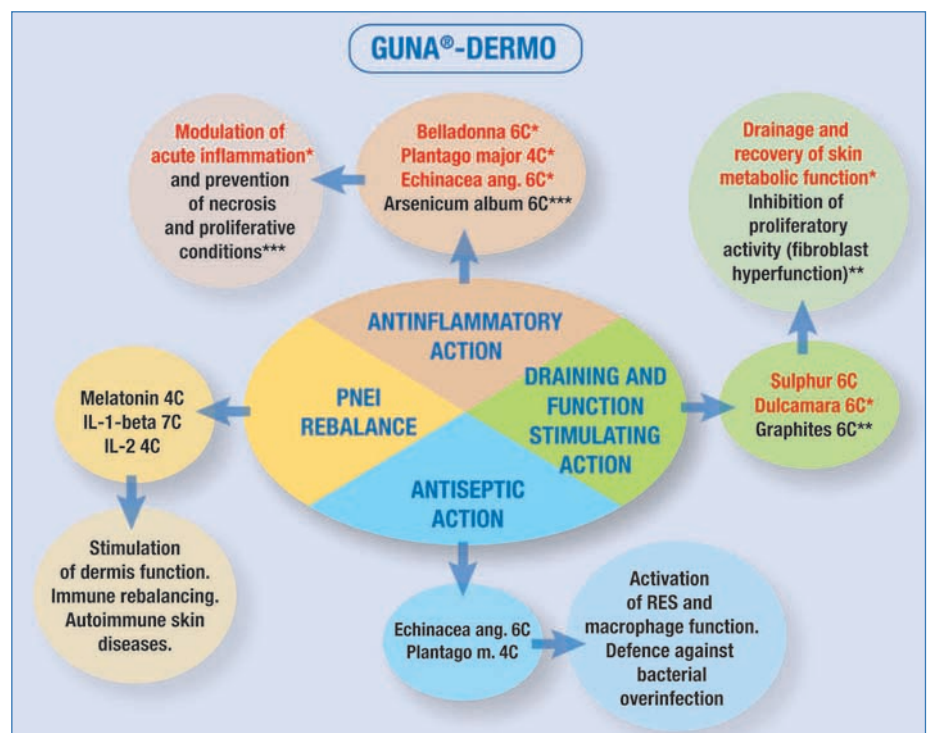 GUNA®-DERMO
Modulation of
acute inflammation*
and prevention
of necrosis
and proliferative
conditions***
Belladonna 6C*
Plantago major 4C*
Echinacea ang. 6C*
Arsenicum album 6C***
Drainage and
recovery of skin
metabolic function*
Inhibition of
proliferatory
activity (fibroblast
hyperfunction)**
ANTINFLAMMATORY
ACTION
PNEI
REBALANCE
DRAINING AND
FUNCTION
STIMULATING
ACTION
ANTISEPTIC
ACTION
Melatonin 4C
IL-1-beta 7C
IL-2 4C
Sulphur 6C
Dulcamara 6C*
Graphites 6C**
Stimulation
of dermis function.
Immune rebalancing.
Autoimmune skin
diseases.
Echinacea ang. 6C
Plantago m. 4C
Activation
of RES and
macrophage function.
Defence against
bacterial
overinfection